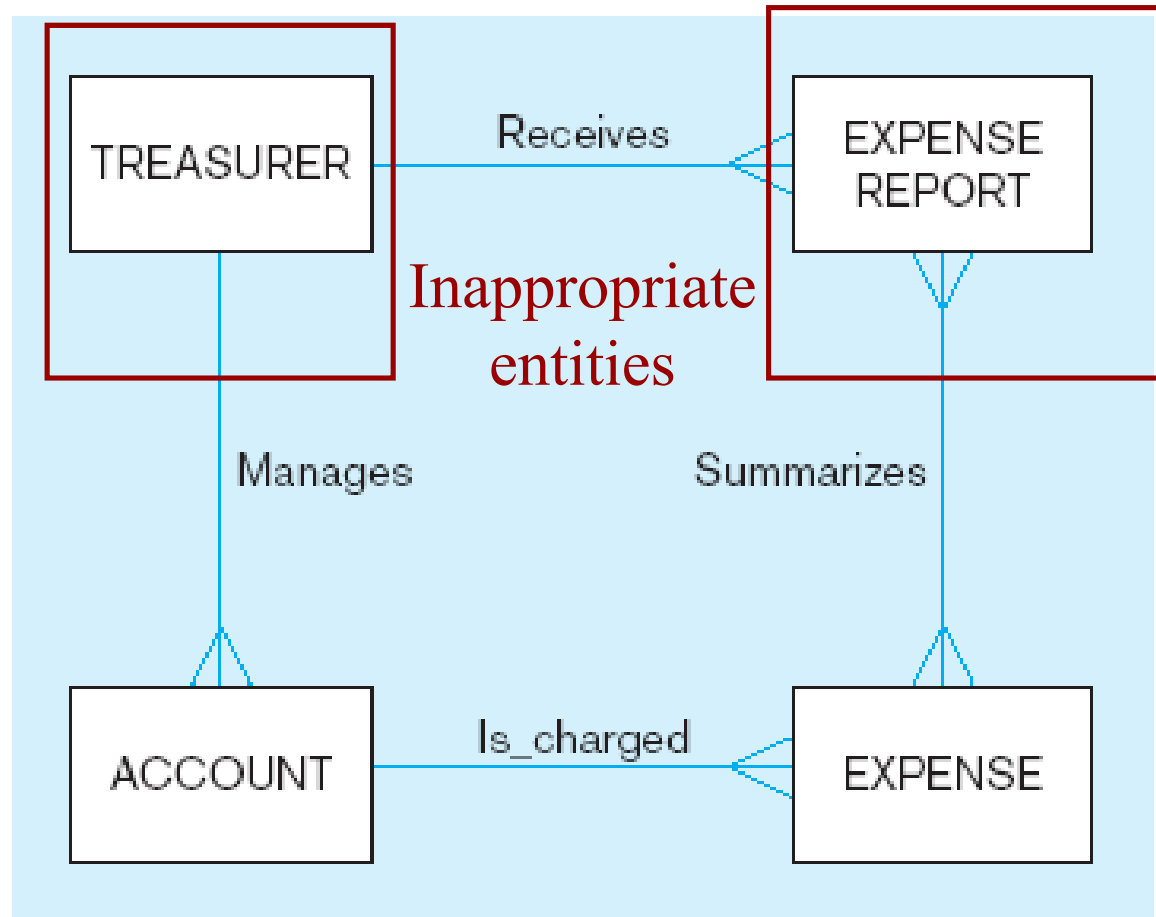 TREASURER
Receives
EXPENSE
REPORT
Inappropriate
entities
Manages
Summarizes
ACCOUNT
Is_charged
EXPENSE